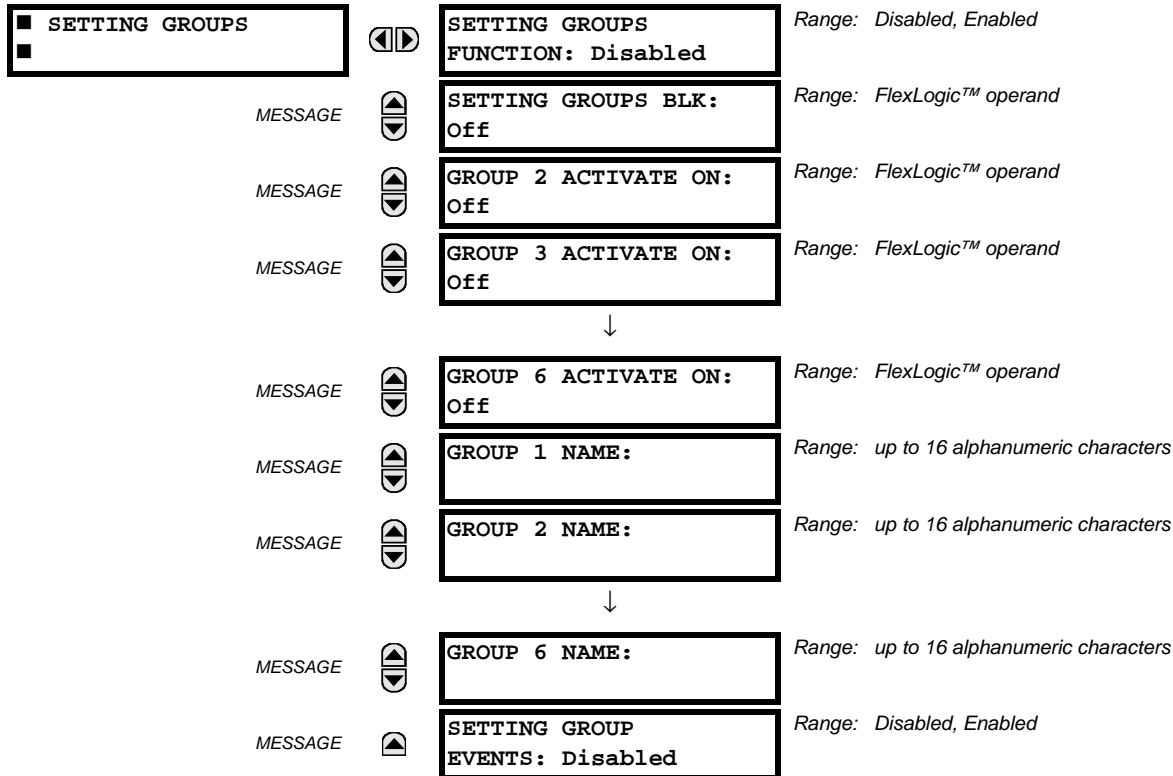 ■ SETTING GROUPS
■
SETTING GROUPS
FUNCTION: Disabled
Range: Disabled, Enabled
MESSAGE
SETTING GROUPS BLK:
Off
Range: FlexLogic™ operand
MESSAGE
GROUP 2 ACTIVATE ON:
Off
Range: FlexLogic™ operand
MESSAGE
GROUP 3 ACTIVATE ON:
Off
Range: FlexLogic™ operand
↓
MESSAGE
GROUP 6 ACTIVATE ON:
Off
Range: FlexLogic™ operand
MESSAGE
GROUP 1 NAME:
Range: up to 16 alphanumeric characters
MESSAGE
GROUP 2 NAME:
Range: up to 16 alphanumeric characters
↓
MESSAGE
GROUP 6 NAME:
Range: up to 16 alphanumeric characters
MESSAGE
SETTING GROUP
EVENTS: Disabled
Range: Disabled, Enabled